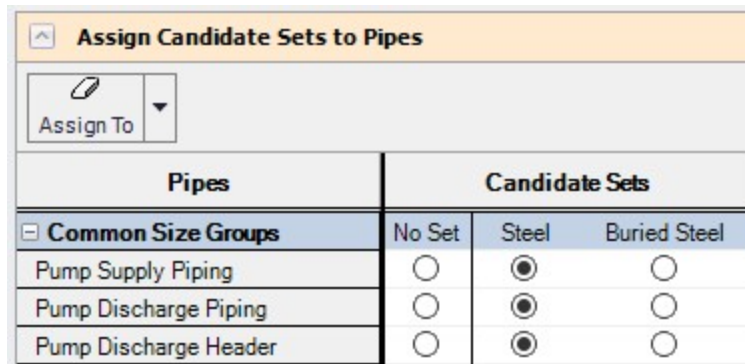 Assign Candidate Sets to Pipes
Assign To
Pipes Candidate Sets
Common Size Groups No Set Steel Buried Steel
Pump Supply Piping
Pump Discharge Piping
Pump Discharge Header